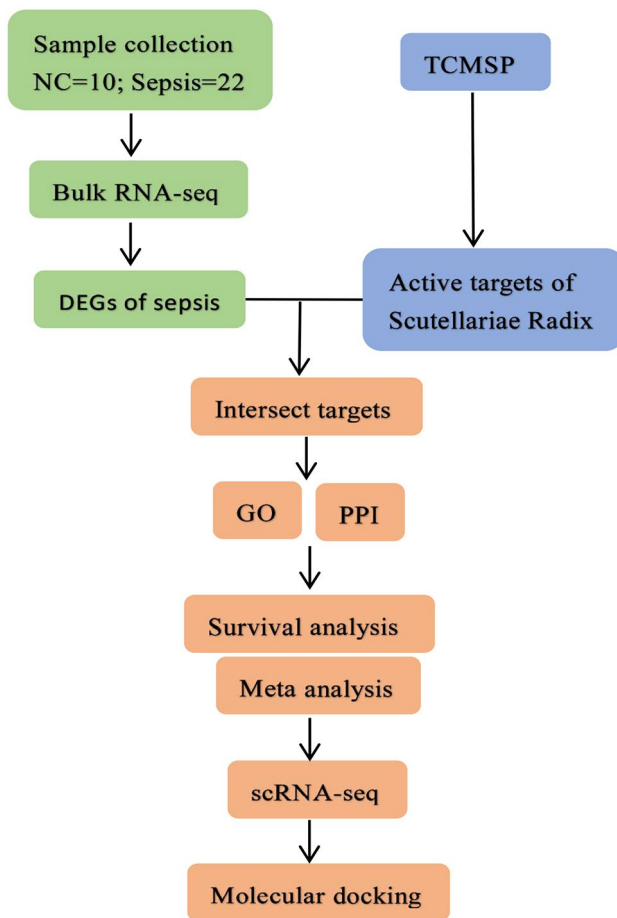 Sample collection
NC=10; Sepsis=22
TCMSP
Bulk RNA-seq
DEGs of sepsis
Active targets of
Scutellariae Radix
Intersect targets
GO
PPI
Survival analysis
Meta analysis
scRNA-seq
Molecular docking